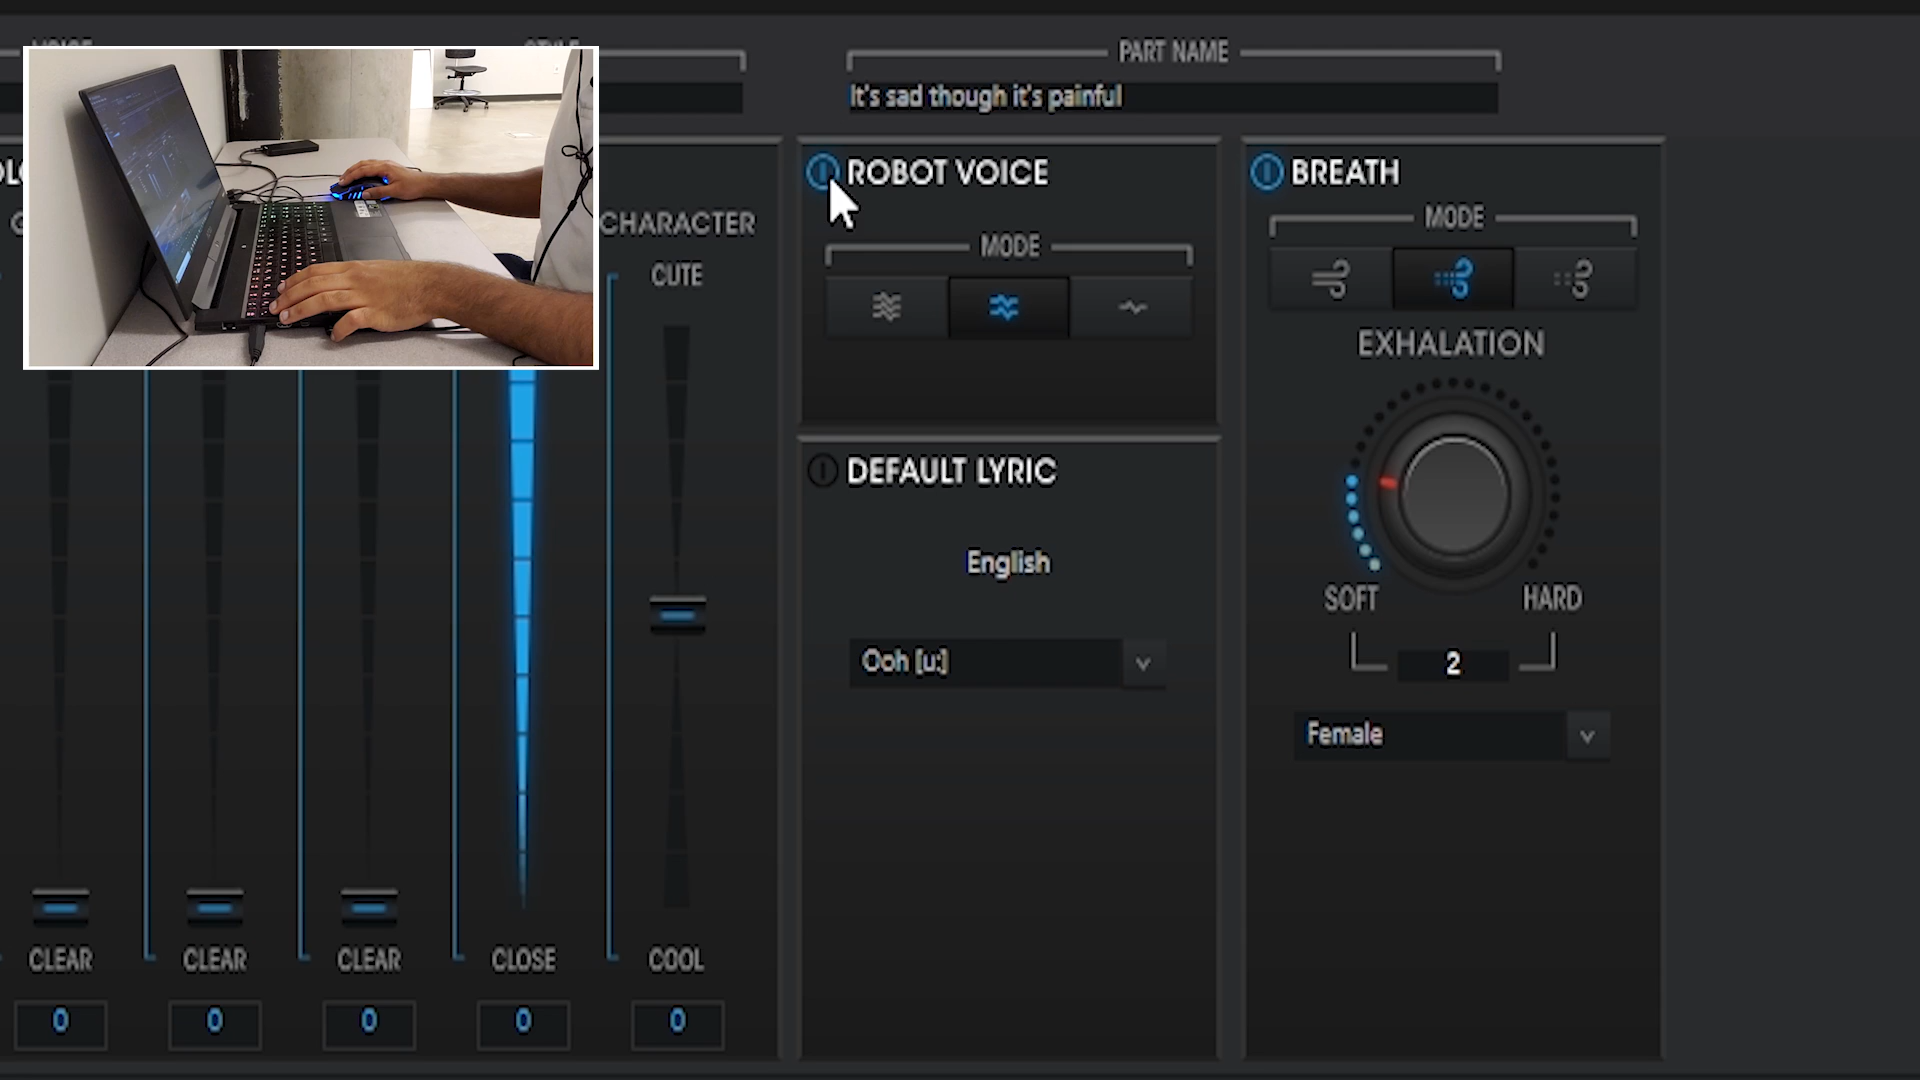 PART NAME
It's sad though it's painful
ROBOT VOICE
MODE
DEFAULT LYRIC
English
Ooh [u:]
BREATH
MODE
EXHALATION
SOFT
HARD
2
Female
CHARACTER
CUTE
CLEAR
CLEAR
CLEAR
CLOSE
COOL
0
0
0
0
0